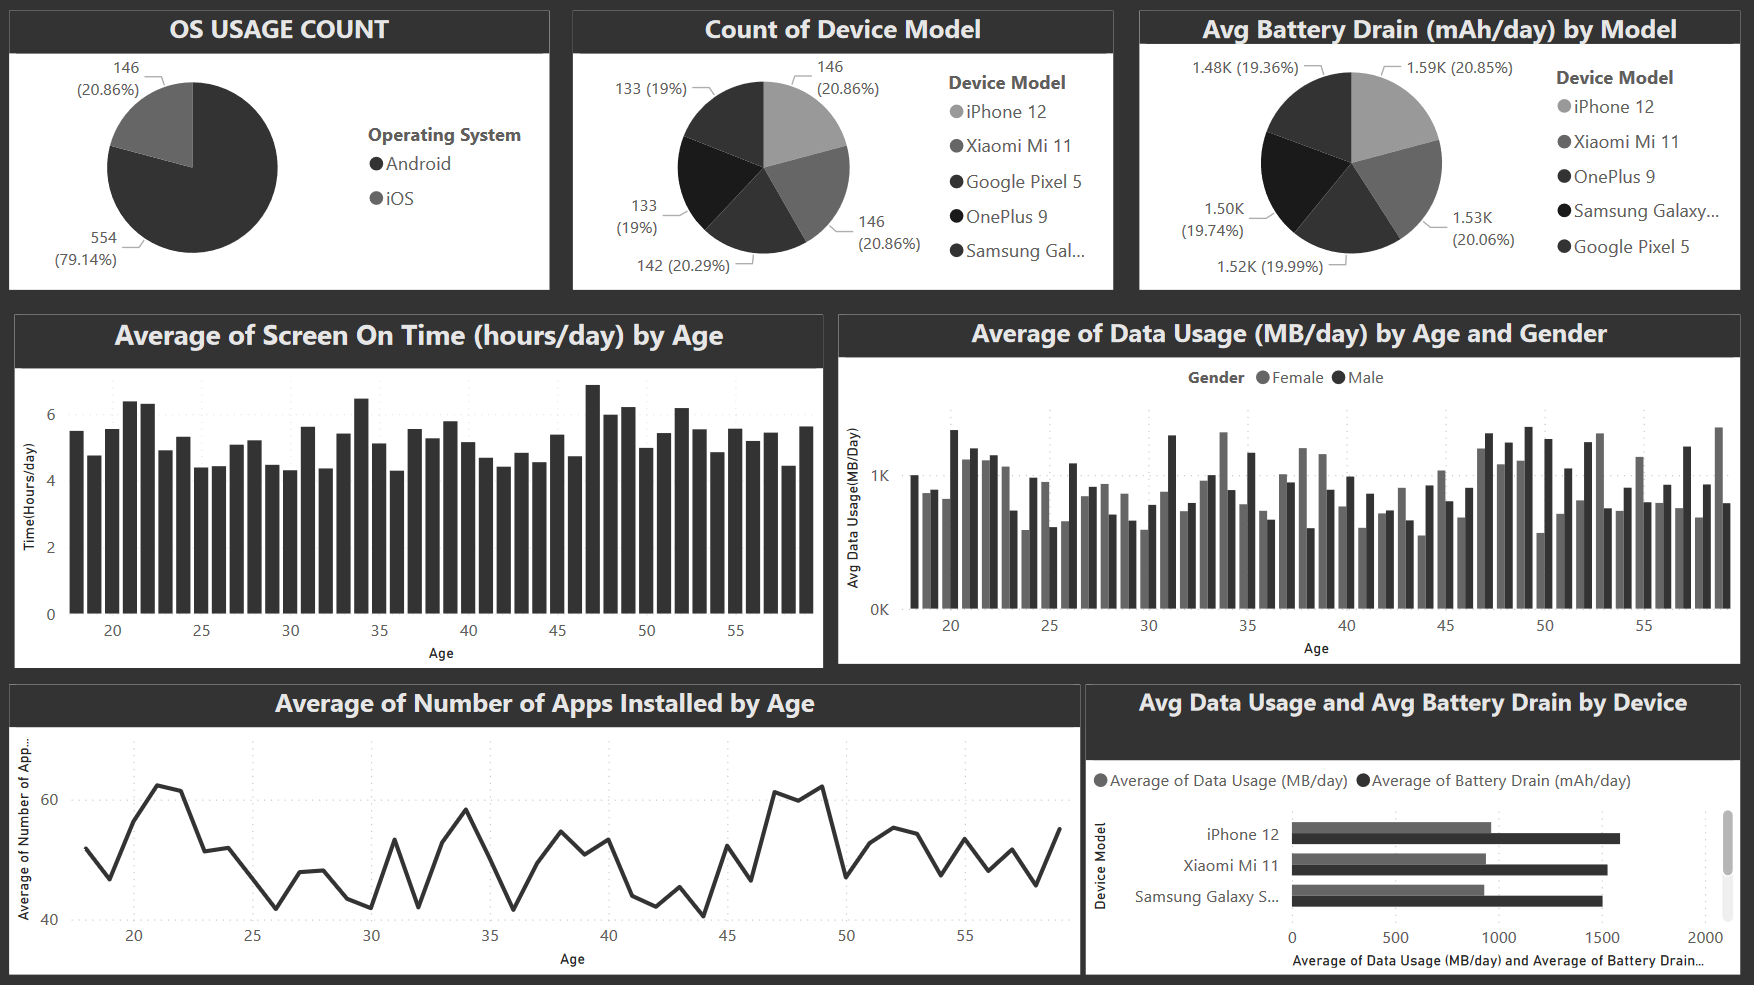 OS USAGE COUNT
146
(20.86%)
554
(79.14%)
Operating System
Android
iOS
Count of Device Model
133 (19%)
146
(20.86%)
133
(19%)
146
(20.86%)
142 (20.29%)
Device Model
iPhone 12
Xiaomi Mi 11
Google Pixel 5
OnePlus 9
Samsung Gal...
Avg Battery Drain (mAh/day) by Model
1.48K (19.36%)
1.59K (20.85%)
1.50K
(19.74%)
1.53K
(20.06%)
1.52K (19.99%)
Device Model
iPhone 12
Xiaomi Mi 11
OnePlus 9
Samsung Galaxy...
Google Pixel 5
Average of Screen On Time (hours/day) by Age
Time(Hours/day)
6
4
2
0
20 25 30 35 40 45 50 55
Age
Average of Data Usage (MB/day) by Age and Gender
Gender Female Male
Avg Data Usage(MB/Day)
1K
0K
20 25 30 35 40 45 50 55
Age
Average of Number of Apps Installed by Age
Average of Number of App...
60
40
20 25 30 35 40 45 50 55
Age
Avg Data Usage and Avg Battery Drain by Device
Average of Data Usage (MB/day) Average of Battery Drain (mAh/day)
Device Model
iPhone 12
Xiaomi Mi 11
Samsung Galaxy S...
0 500 1000 1500 2000
Average of Data Usage (MB/day) and Average of Battery Drain...